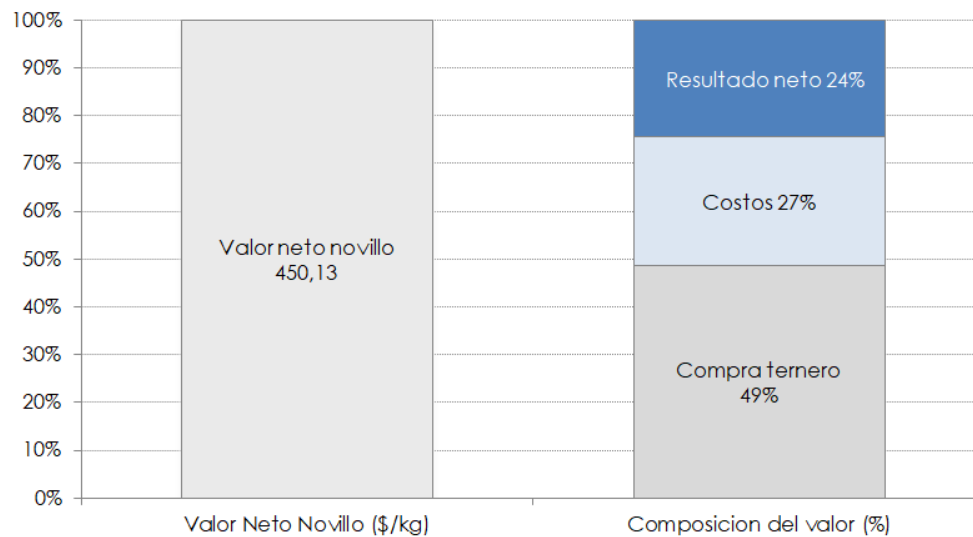 100%
90%
80%
70%
60%
50%
40%
30%
20%
10%
0%
Valor neto novillo
450,13
Resultado neto 24%
Costos 27%
Compra ternero
49%
Valor Neto Novillo ($/kg)
Composicion del valor (%)